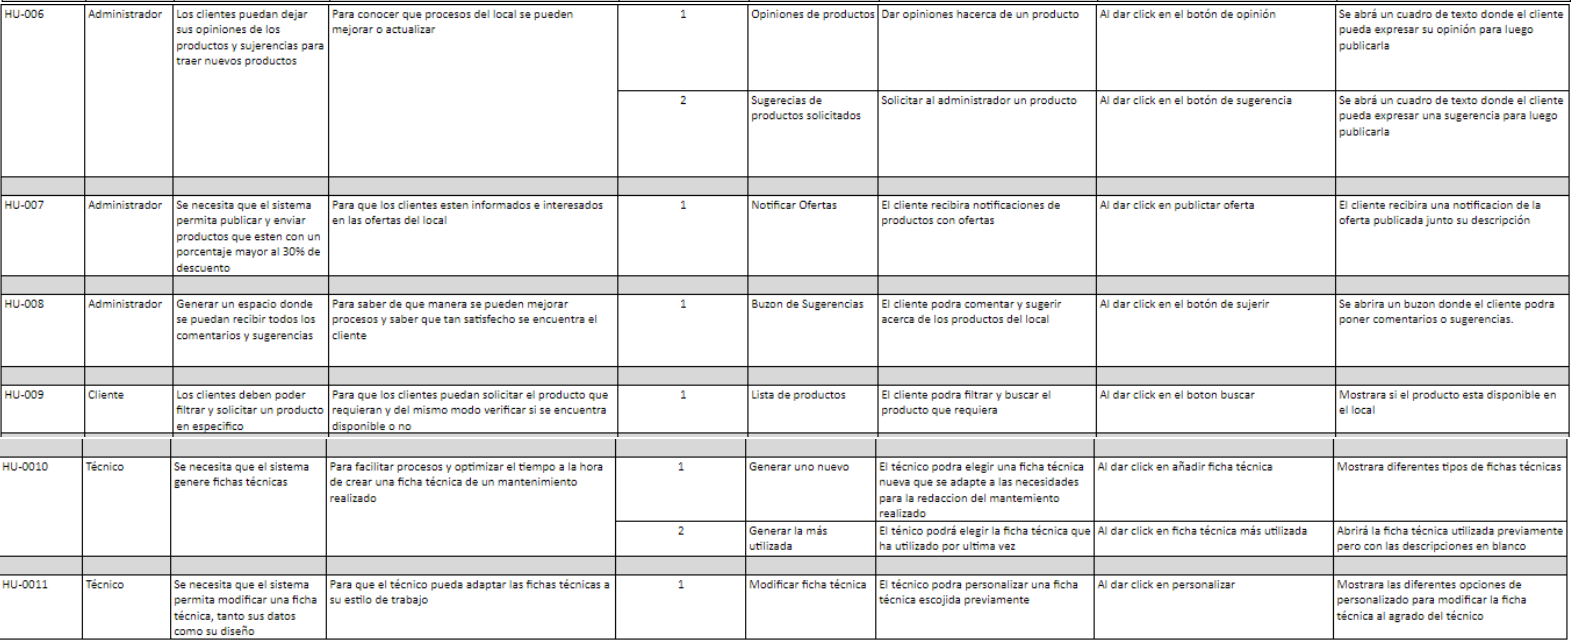 HU-006
Administrador
Los clientes puedan dejar
sus opiniones de los
productos y sujerencias para
traer nuevos productos
Para conocer que procesos del local se pueden
mejorar o actualizar
1
Opiniones de productos
Dar opiniones hacerca de un producto
Al dar click en el botón de opinión
Se abrá un cuadro de texto donde el cliente
pueda expresar su opinión para luego
publicarla
2
Sugerecias de
productos solicitados
Solicitar al administrador un producto
Al dar click en el botón de sugerencia
Se abrá un cuadro de texto donde el cliente
pueda expresar una sugerencia para luego
publicarla
HU-007
Administrador
Se necesita que el sistema
permita publicar y enviar
productos que esten con un
porcentaje mayor al 30% de
descuento
Para que los clientes esten informados e interesados
en las ofertas del local
1
Notificar Ofertas
El cliente recibira notificaciones de
productos con ofertas
Al dar click en publictar oferta
El cliente recibira una notificacion de la
oferta publicada junto su descripción
HU-008
Administrador
Generar un espacio donde
se puedan recibir todos los
comentarios y sugerencias
Para saber de que manera se pueden mejorar
procesos y saber que tan satisfecho se encuentra el
cliente
1
Buzon de Sugerencias
El cliente podra comentar y sugerir
acerca de los productos del local
Al dar click en el botón de sujerir
Se abrira un buzon donde el cliente podra
poner comentarios o sugerencias.
HU-009
Cliente
Los clientes deben poder
filtrar y solicitar un producto
en especifico
Para que los clientes puedan solicitar el producto que
requieran y del mismo modo verificar si se encuentra
disponible o no
1
Lista de productos
El cliente podra filtrar y buscar el
producto que requiera
Al dar click en el boton buscar
Mostrara si el producto esta disponible en
el local
HU-0010
Técnico
Se necesita que el sistema
genere fichas técnicas
Para facilitar procesos y optimizar el tiempo a la hora
de crear una ficha técnica de un mantenimiento
realizado
1
Generar uno nuevo
El técnico podra elegir una ficha técnica
nueva que se adapte a las necesidades
para la redaccion del mantemiento
realizado
Al dar click en añadir ficha técnica
Mostrara diferentes tipos de fichas técnicas
2
Generar la más
utilizada
El ténico podrá elegir la ficha técnica que
ha utilizado por ultima vez
Al dar click en ficha técnica más utilizada
Abrirá la ficha técnica utilizada previamente
pero con las descripciones en blanco
HU-0011
Técnico
Se necesita que el sistema
permita modificar una ficha
técnica, tanto sus datos
como su diseño
Para que el técnico pueda adaptar las fichas técnicas a
su estilo de trabajo
1
Modificar ficha técnica
El técnico podra personalizar una ficha
técnica escojida previamente
Al dar click en personalizar
Mostrara las diferentes opciones de
personalizado para modificar la ficha
técnica al agrado del técnico